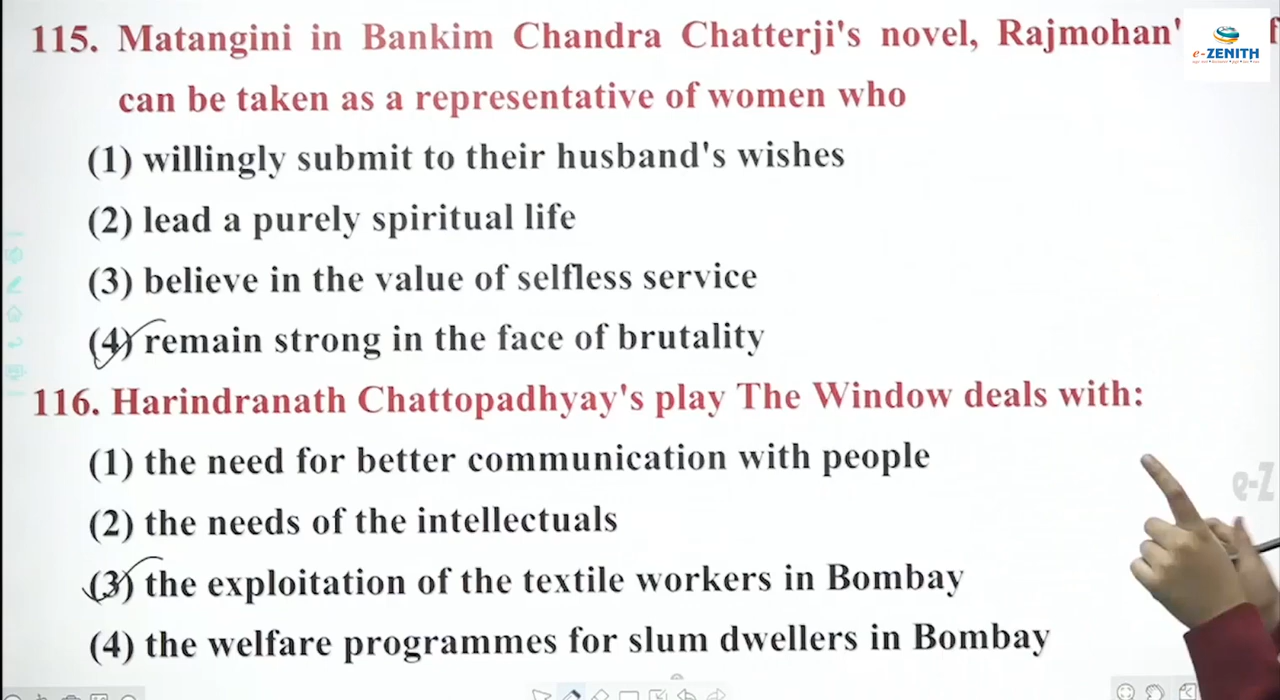 115. Matangini in Bankim Chandra Chatterji's novel, Rajmohan'
e-ZENITH
can be taken as a representative of women who
(1) willingly submit to their husband's wishes
(2) lead a purely spiritual life
(3) believe in the value of selfless service
(4) remain strong in the face of brutality
116. Harindranath Chattopadhyay's play The Window deals with:
(1) the need for better communication with people
e-Z
(2) the needs of the intellectuals
(3) the exploitation of the textile workers in Bombay
(4) the welfare programmes for slum dwellers in Bombay